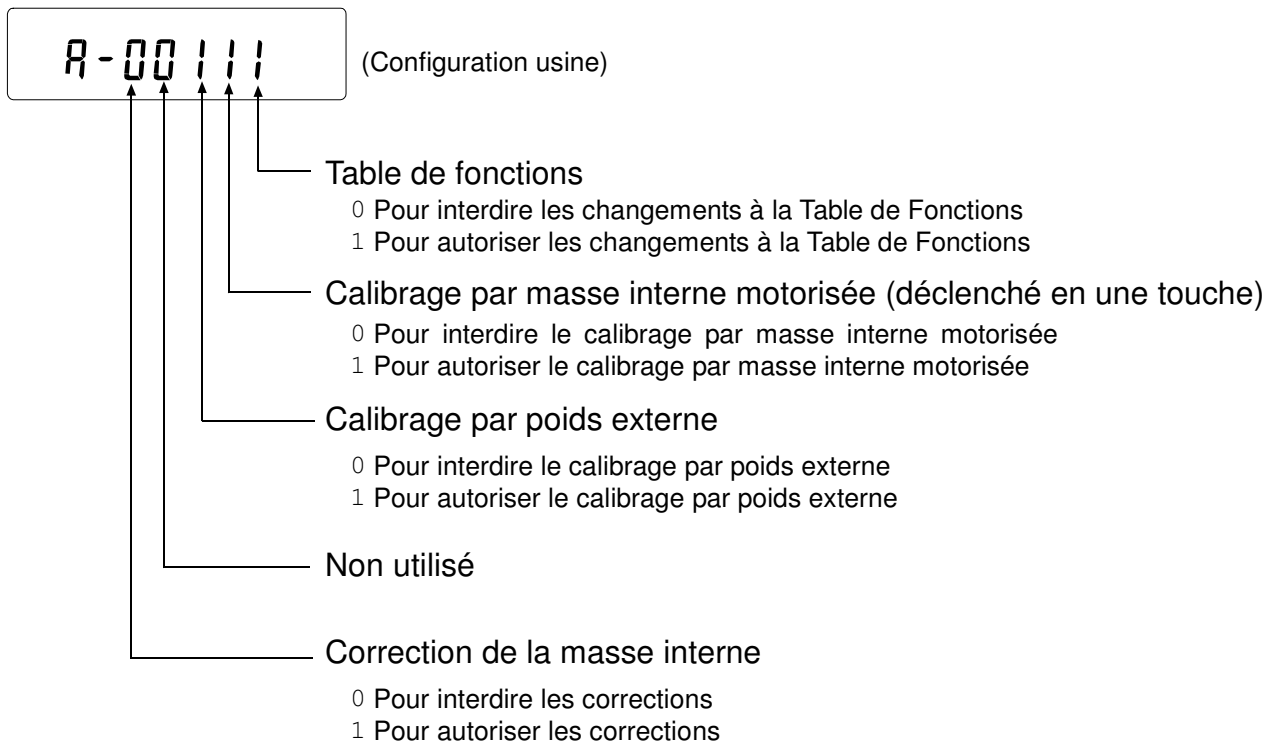 A-00111
(Configuration usine)
Table de fonctions
0 Pour interdire les changements à la Table de Fonctions
1 Pour autoriser les changements à la Table de Fonctions
Calibrage par masse interne motorisée (déclenché en une touche)
0 Pour interdire le calibrage par masse interne motorisée
1 Pour autoriser le calibrage par masse interne motorisée
Calibrage par poids externe
0 Pour interdire le calibrage par poids externe
1 Pour autoriser le calibrage par poids externe
Non utilisé
Correction de la masse interne
0 Pour interdire les corrections
1 Pour autoriser les corrections